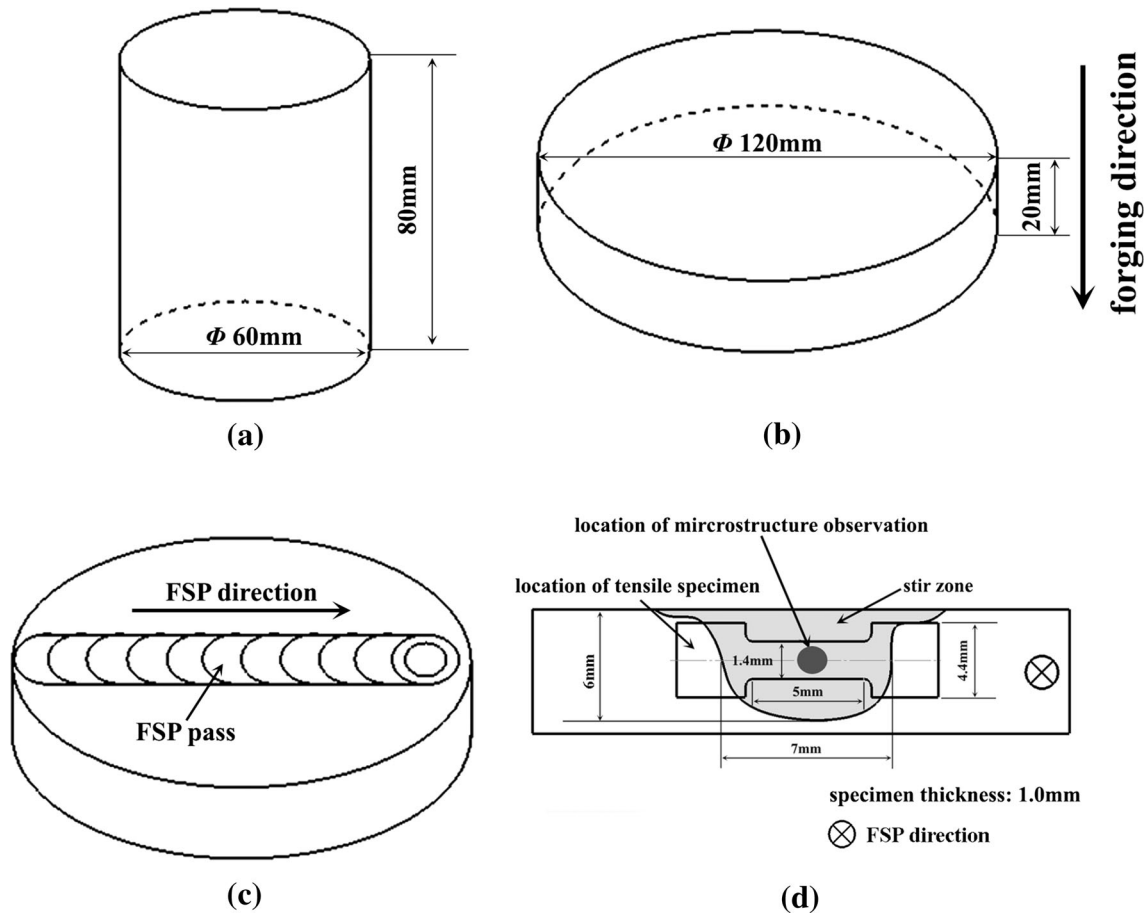 80mm
Φ 60mm
(a)
Φ 120mm
20mm
forging direction
(b)
FSP direction
FSP pass
(c)
location of mircrostructure observation
location of tensile specimen
stir zone
6mm
1.4mm
4.4mm
5mm
7mm
specimen thickness: 1.0mm
FSP direction
(d)